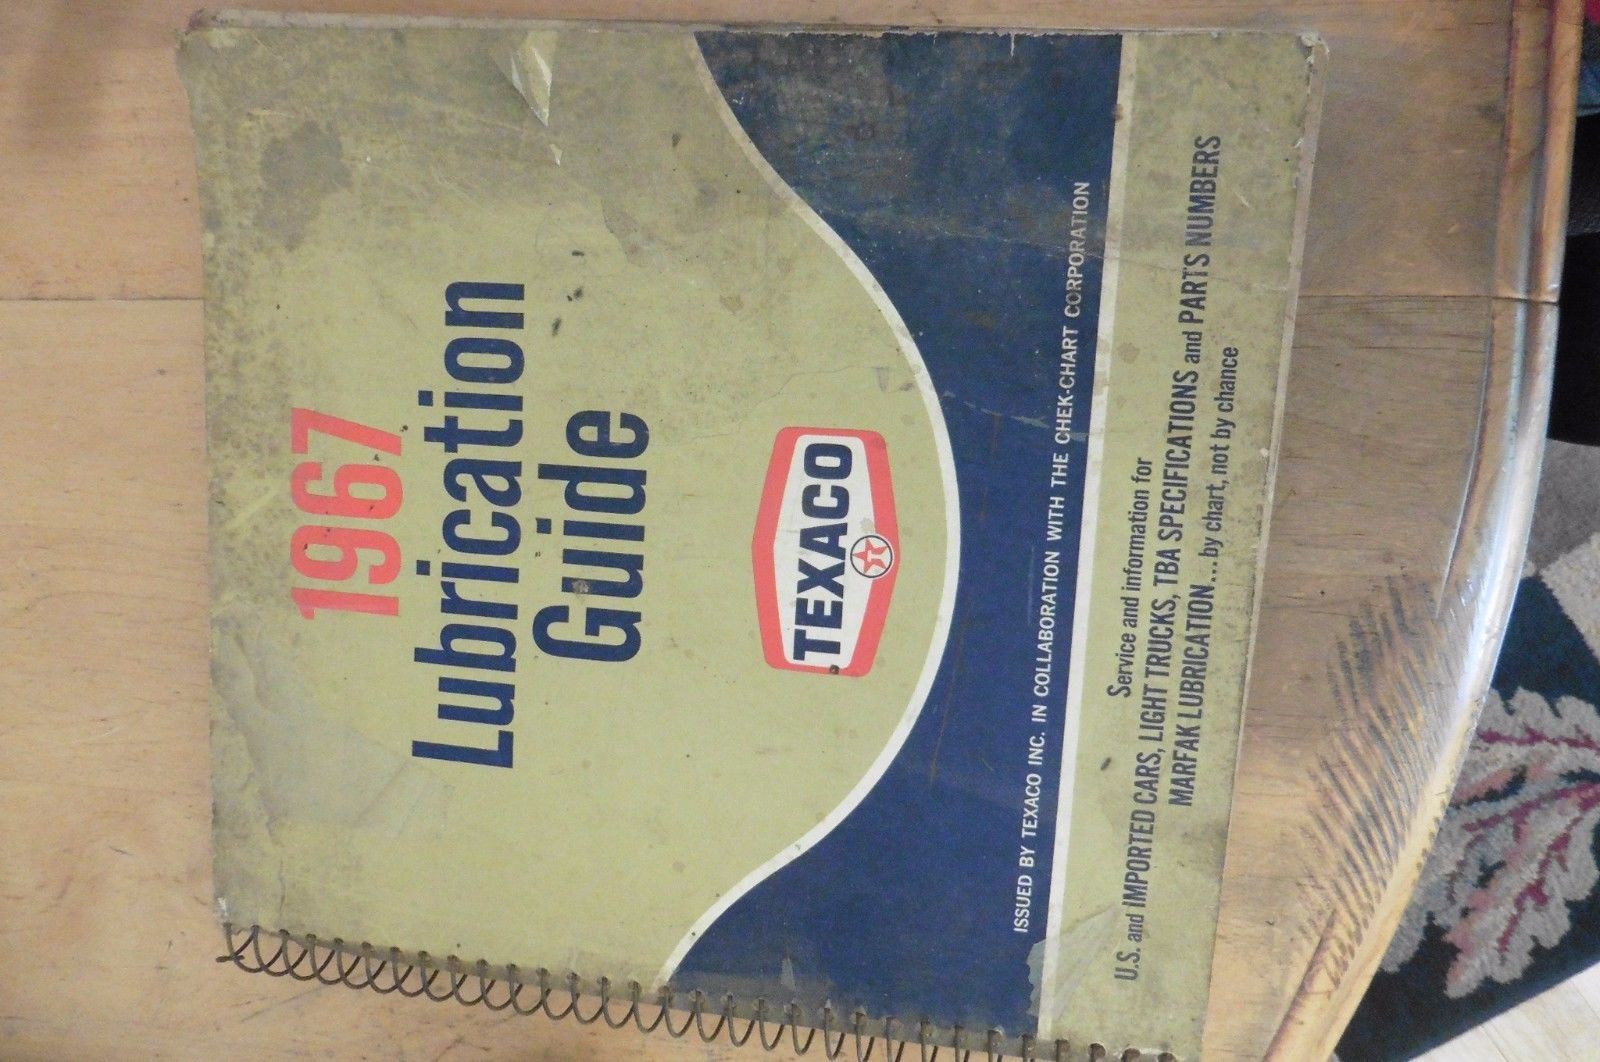 1967
Lubrication
Guide
TEXACO
T
ISSUED BY TEXACO INC. IN COLLABORATION WITH THE CHEK-CHART CORPORATION
Service and information for
U.S. and IMPORTED CARS, LIGHT TRUCKS, TBA SPECIFICATIONS and PARTS NUMBERS
MARFAK LUBRICATION...by chart, not by chance